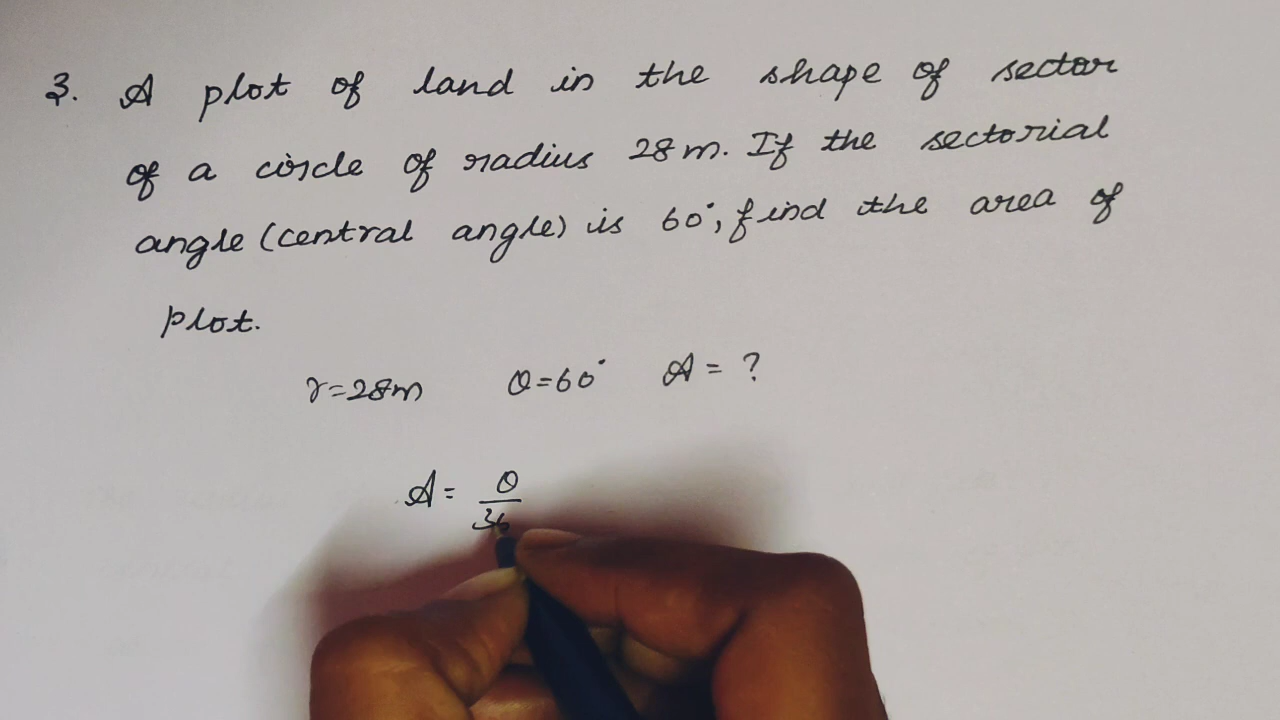 3. A plot of land in the shape of sector
of a circle of radius 28m. If the sectorial
angle (central angle) is 60°, find the area of
plot.
r=28m θ=60° A = ?
A = θ/36